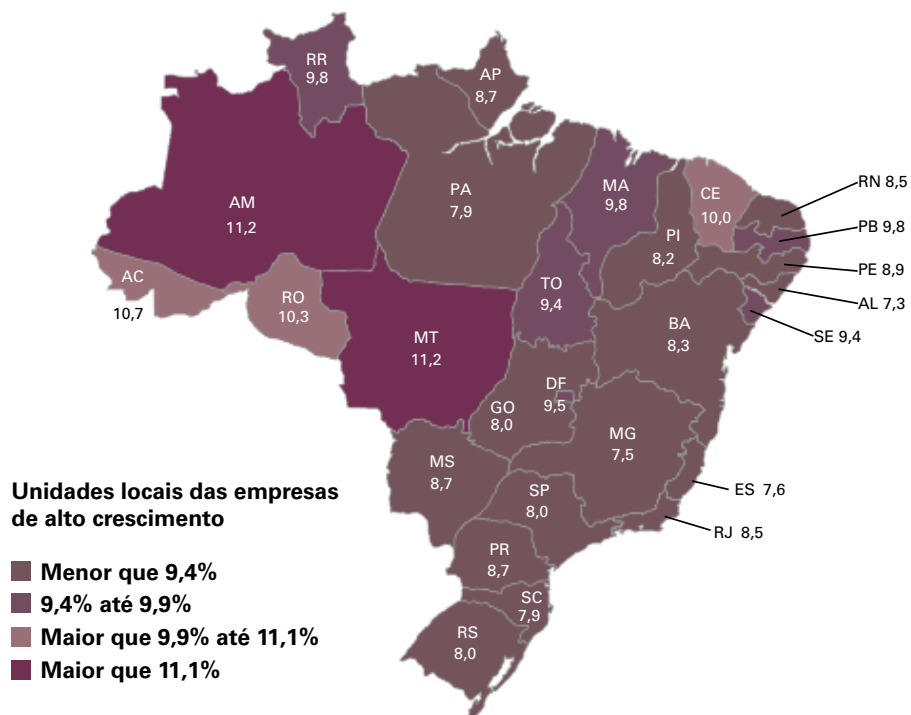 RR
9,8
AP
8,7
AM
11,2
PA
7,9
MA
9,8
CE
10,0
RN 8,5
PB 9,8
PI
8,2
PE 8,9
AC
10,7
RO
10,3
TO
9,4
AL 7,3
SE 9,4
MT
11,2
BA
8,3
DF
9,5
GO
8,0
MG
7,5
MS
8,7
ES 7,6
SP
8,0
RJ 8,5
PR
8,7
SC
7,9
RS
8,0
Unidades locais das empresas
de alto crescimento
Menor que 9,4%
9,4% até 9,9%
Maior que 9,9% até 11,1%
Maior que 11,1%